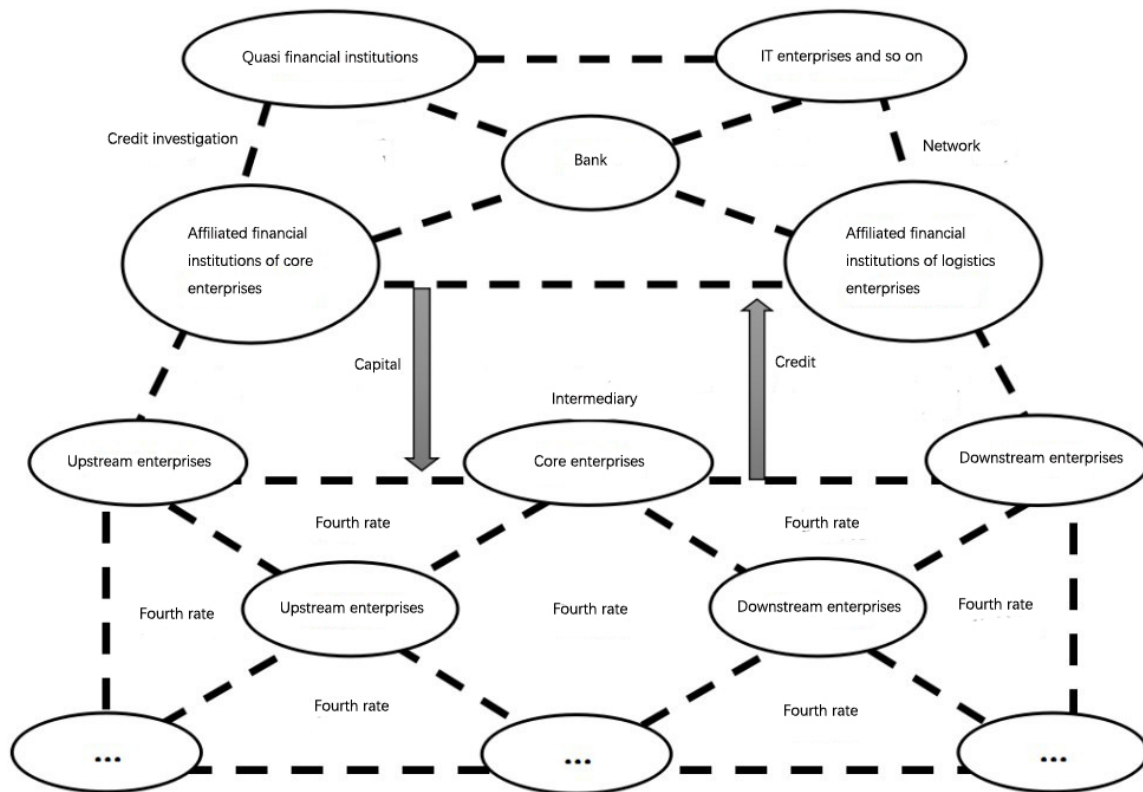 Quasi financial institutions
IT enterprises and so on
Credit investigation
Bank
Network
Affiliated financial
institutions of core
enterprises
Affiliated financial
institutions of logistics
enterprises
Capital
Credit
Intermediary
Upstream enterprises
Core enterprises
Downstream enterprises
Fourth rate
Fourth rate
Fourth rate
Upstream enterprises
Fourth rate
Downstream enterprises
Fourth rate
Fourth rate
Fourth rate
...
...
...